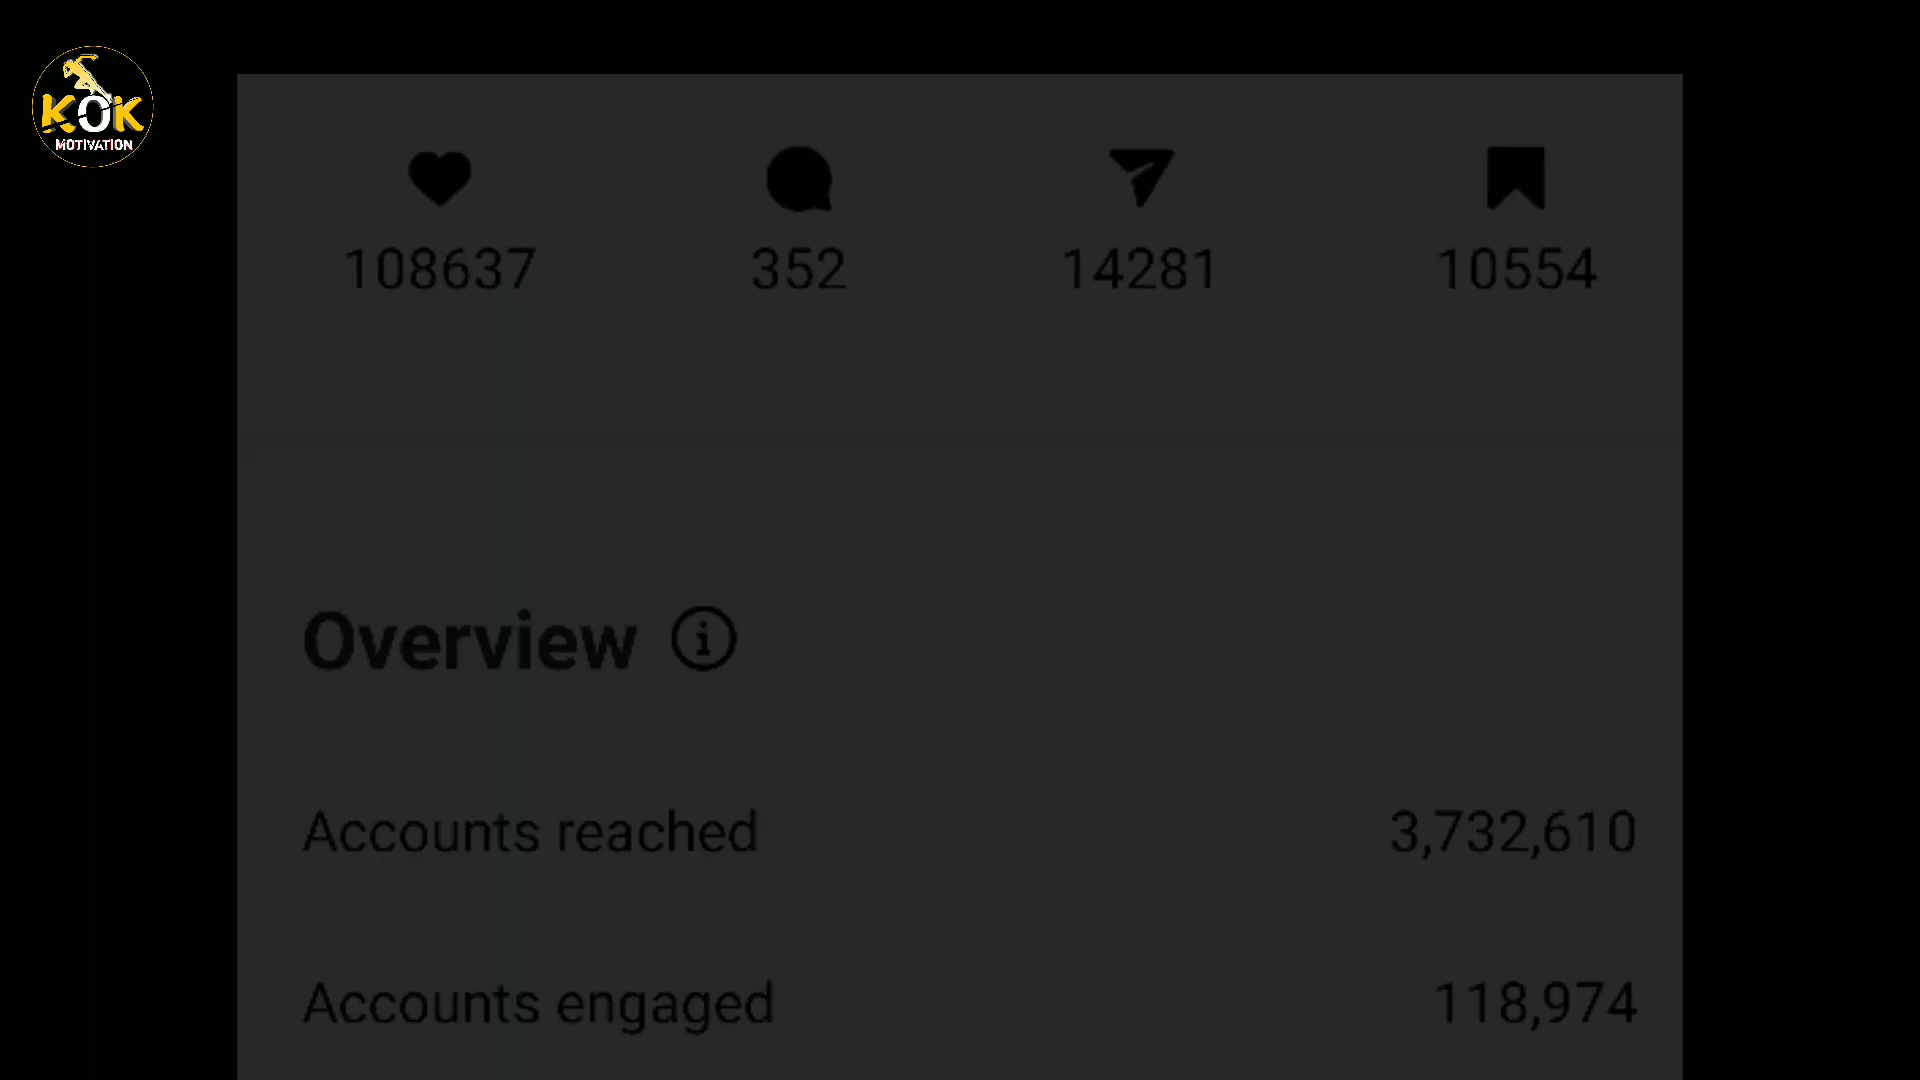 KOK
MOTIVATION
108637 352 14281 10554
Overview
Accounts reached 3,732,610
Accounts engaged 118,974